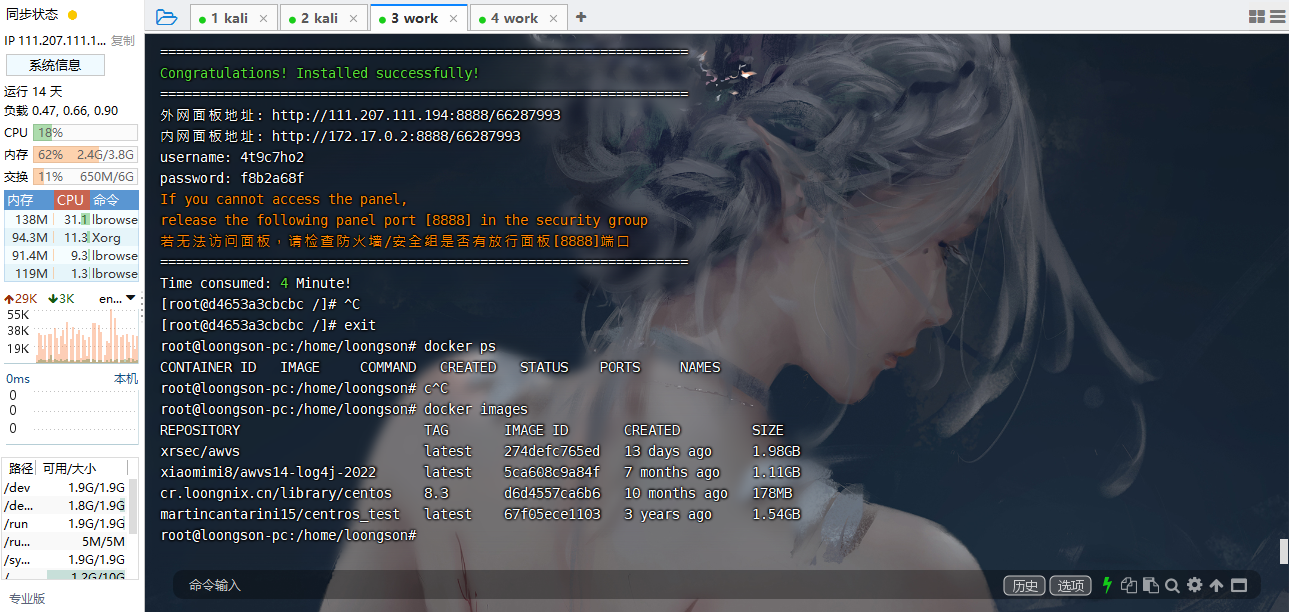 同步状态
IP 111.207.111.1... 复制
系统信息
运行 14 天
负载 0.47, 0.66, 0.90
CPU 18%
内存 62% 2.4G/3.8G
交换 11% 650M/6G
内存 CPU 命令
138M 31.1 lbrowse
94.3M 11.3 Xorg
91.4M 9.3 lbrowse
119M 1.3 lbrowse
29K 3K en...
55K
38K
19K
0ms 本机
0
0
0
路径 可用/大小
/dev 1.9G/1.9G
/de... 1.8G/1.9G
/run 1.9G/1.9G
/ru... 5M/5M
/sy... 1.9G/1.9G
/ 1.2G/10G
专业版
1 kali 2 kali 3 work 4 work
==================================================================
Congratulations! Installed successfully!
==================================================================
外网面板地址: http://111.207.111.194:8888/66287993
内网面板地址: http://172.17.0.2:8888/66287993
username: 4t9c7ho2
password: f8b2a68f
If you cannot access the panel,
release the following panel port [8888] in the security group
若无法访问面板，请检查防火墙/安全组是否有放行面板[8888]端口
==================================================================
Time consumed: 4 Minute!
[root@d4653a3cbcbc /]# ^C
[root@d4653a3cbcbc /]# exit
root@loongson-pc:/home/loongson# docker ps
CONTAINER ID IMAGE COMMAND CREATED STATUS PORTS NAMES
root@loongson-pc:/home/loongson# c^C
root@loongson-pc:/home/loongson# docker images
REPOSITORY TAG IMAGE ID CREATED SIZE
xrsec/awvs latest 274defc765ed 13 days ago 1.98GB
xiaomimi8/awvs14-log4j-2022 latest 5ca608c9a84f 7 months ago 1.11GB
cr.loongnix.cn/library/centos 8.3 d6d4557ca6b6 10 months ago 178MB
martincantarini15/centros_test latest 67f05ece1103 3 years ago 1.54GB
root@loongson-pc:/home/loongson#
命令输入 历史 选项